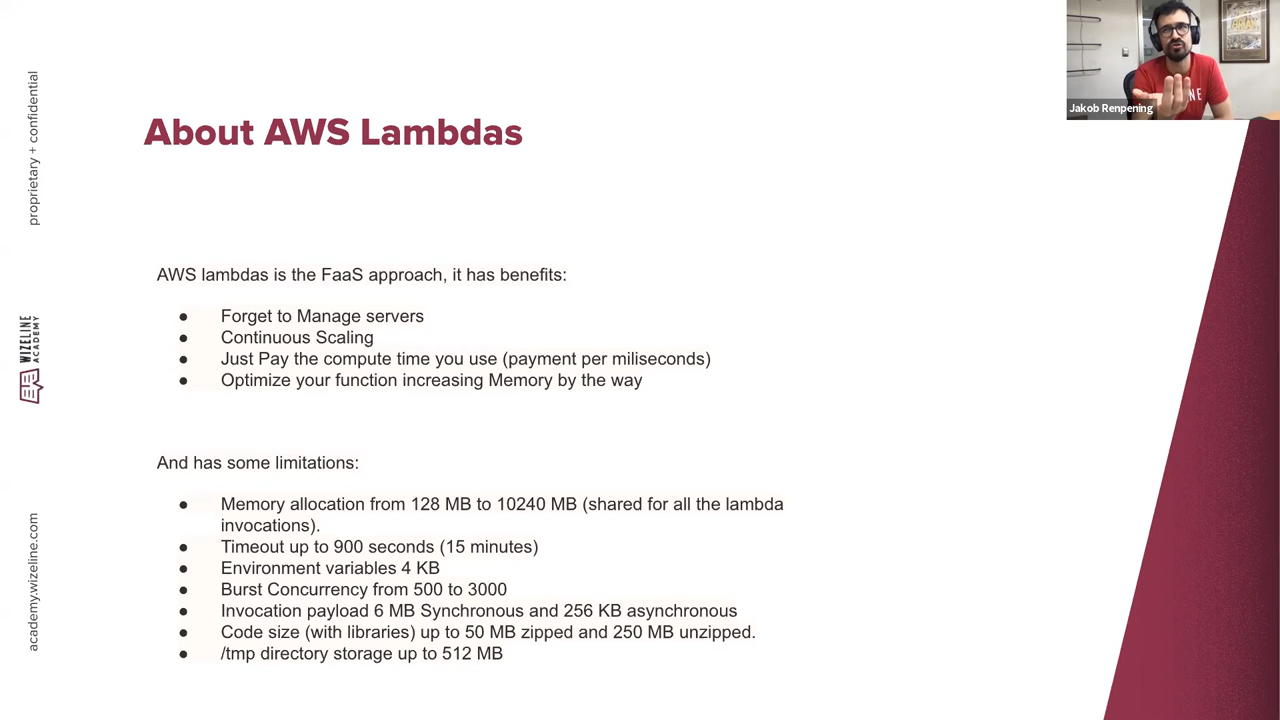 proprietary + confidential
WIZELINE
ACADEMY
academy.wizeline.com
About AWS Lambdas
AWS lambdas is the FaaS approach, it has benefits:
● Forget to Manage servers
● Continuous Scaling
● Just Pay the compute time you use (payment per miliseconds)
● Optimize your function increasing Memory by the way
And has some limitations:
● Memory allocation from 128 MB to 10240 MB (shared for all the lambda
invocations).
● Timeout up to 900 seconds (15 minutes)
● Environment variables 4 KB
● Burst Concurrency from 500 to 3000
● Invocation payload 6 MB Synchronous and 256 KB asynchronous
● Code size (with libraries) up to 50 MB zipped and 250 MB unzipped.
● /tmp directory storage up to 512 MB
Jakob Renpening